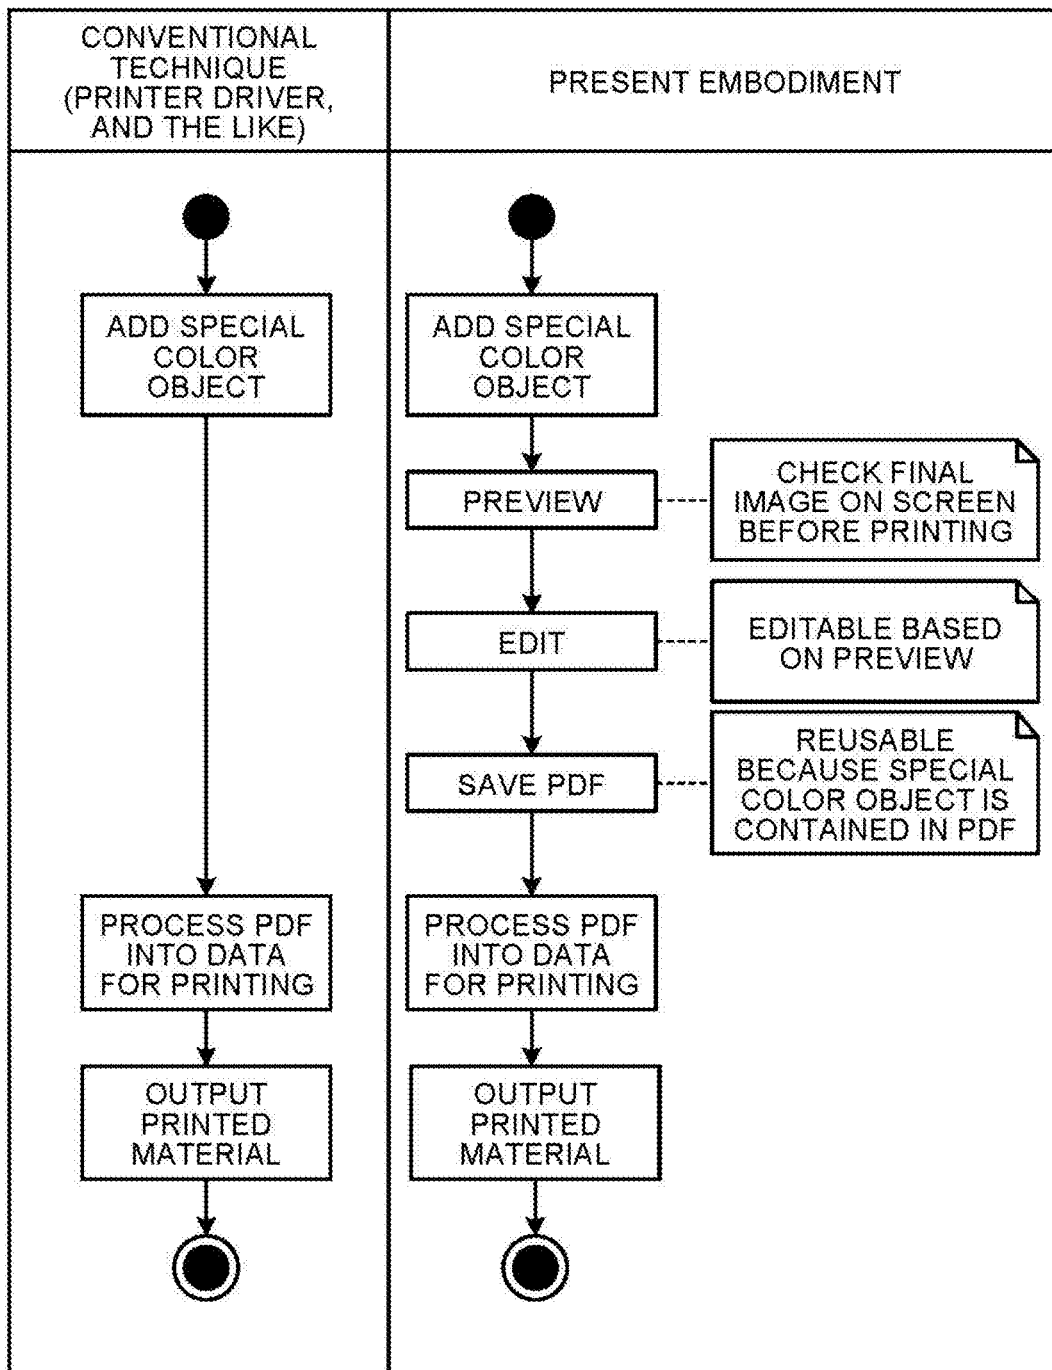 CONVENTIONAL
TECHNIQUE
(PRINTER DRIVER,
AND THE LIKE)
PRESENT EMBODIMENT
ADD SPECIAL
COLOR
OBJECT
PROCESS PDF
INTO DATA
FOR PRINTING
OUTPUT
PRINTED
MATERIAL
ADD SPECIAL
COLOR
OBJECT
PREVIEW
CHECK FINAL
IMAGE ON SCREEN
BEFORE PRINTING
EDIT
EDITABLE BASED
ON PREVIEW
SAVE PDF
REUSABLE
BECAUSE SPECIAL
COLOR OBJECT IS
CONTAINED IN PDF
PROCESS PDF
INTO DATA
FOR PRINTING
OUTPUT
PRINTED
MATERIAL